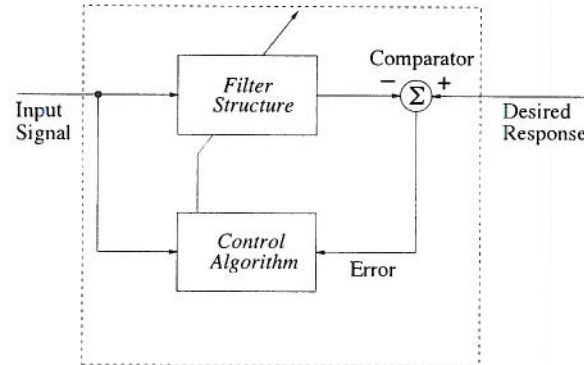 Comparator
Filter
Structure
−
Σ
+
Input
Signal
Desired
Response
Control
Algorithm
Error